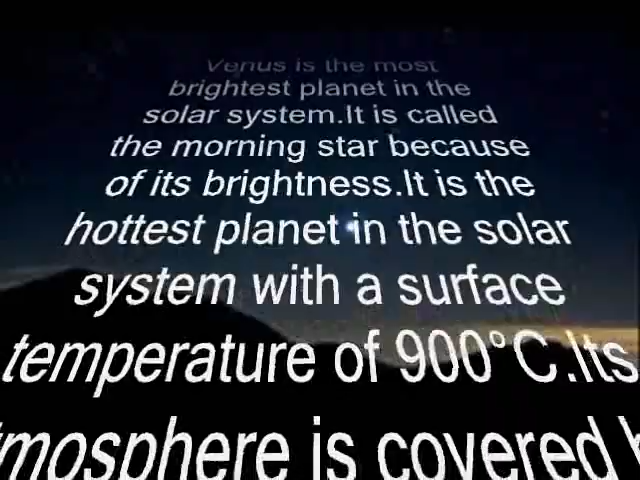 Venus is the most
brightest planet in the
solar system.It is called
the morning star because
of its brightness.It is the
hottest planet in the solar
system with a surface
temperature of 900°C.Its
is covered